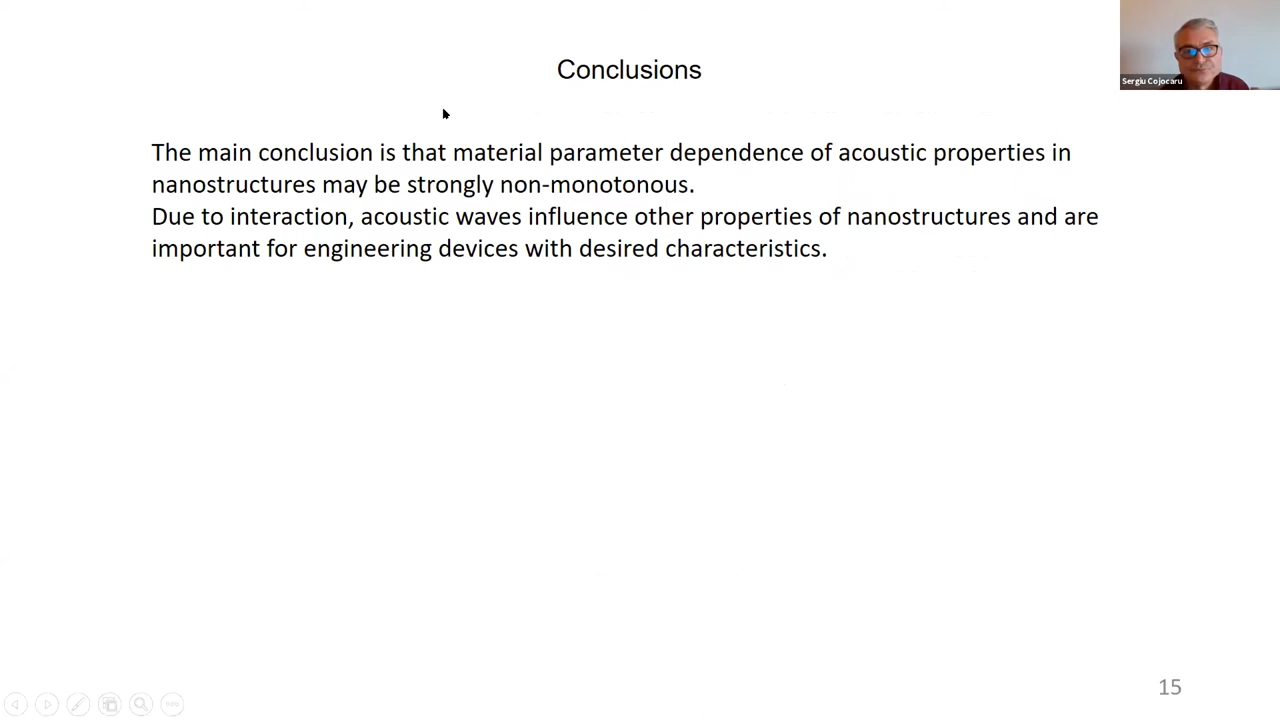 Conclusions
Sergiu Cojocaru
The main conclusion is that material parameter dependence of acoustic properties in
nanostructures may be strongly non-monotonous.
Due to interaction, acoustic waves influence other properties of nanostructures and are
important for engineering devices with desired characteristics.
15